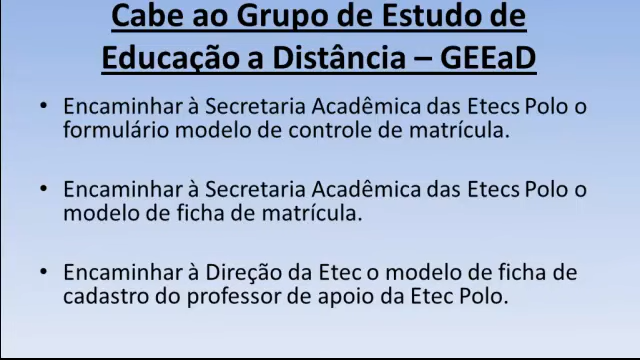 Cabe ao Grupo de Estudo de
Educação a Distância – GEEaD
• Encaminhar à Secretaria Acadêmica das Etecs Polo o
formulário modelo de controle de matrícula.
• Encaminhar à Secretaria Acadêmica das Etecs Polo o
modelo de ficha de matrícula.
• Encaminhar à Direção da Etec o modelo de ficha de
cadastro do professor de apoio da Etec Polo.